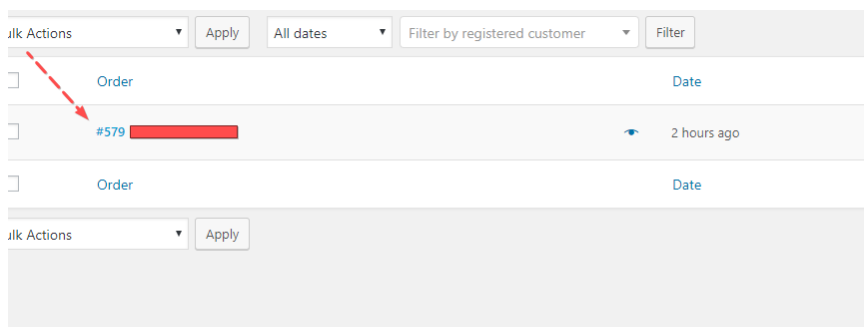 ulk Actions Apply All dates Filter by registered customer Filter
Order Date
#579 2 hours ago
Order Date
ulk Actions Apply